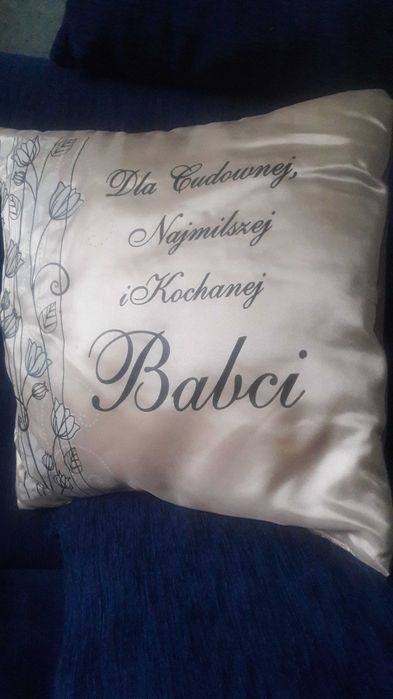 Dla Cudownej,
Najmilszej
i Kochanej
Babci